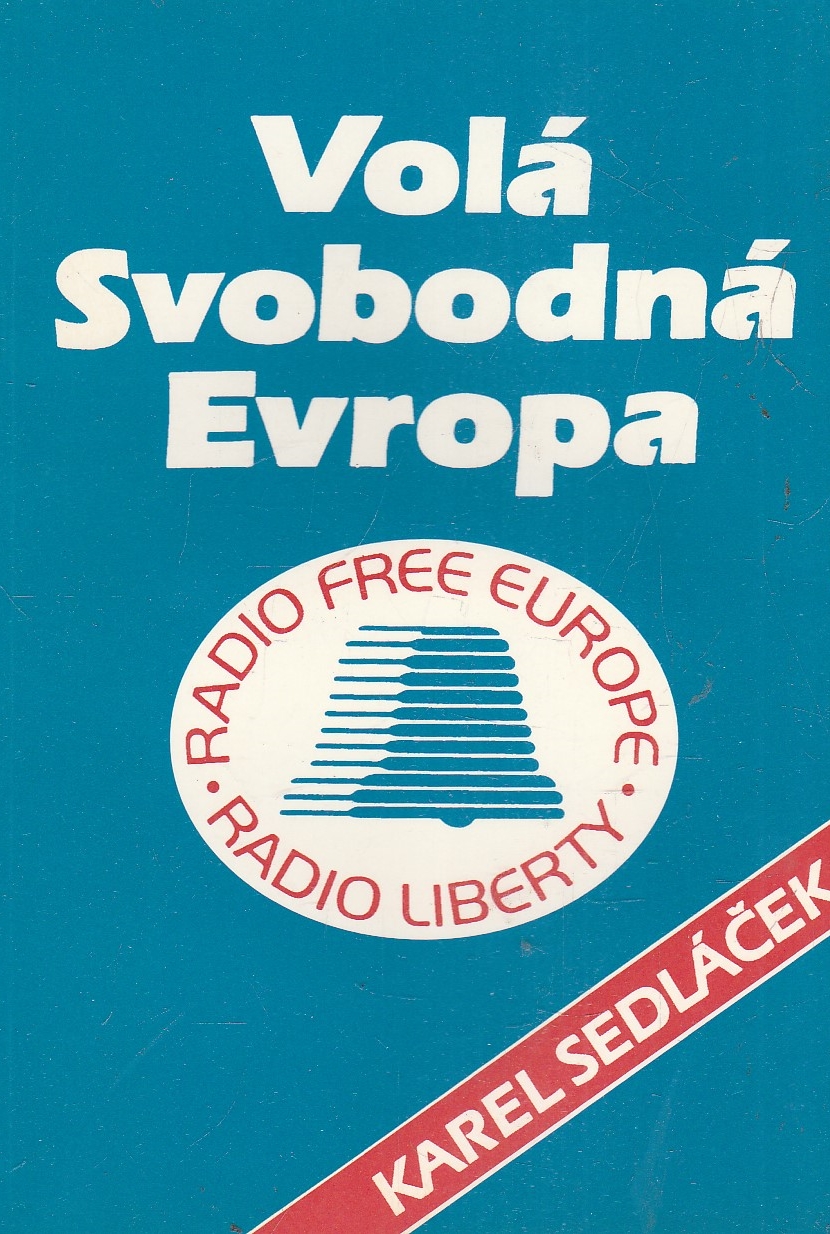 Volá
Svobodná
Evropa
RADIO FREE EUROPE
RADIO LIBERTY
KAREL SEDLÁČEK